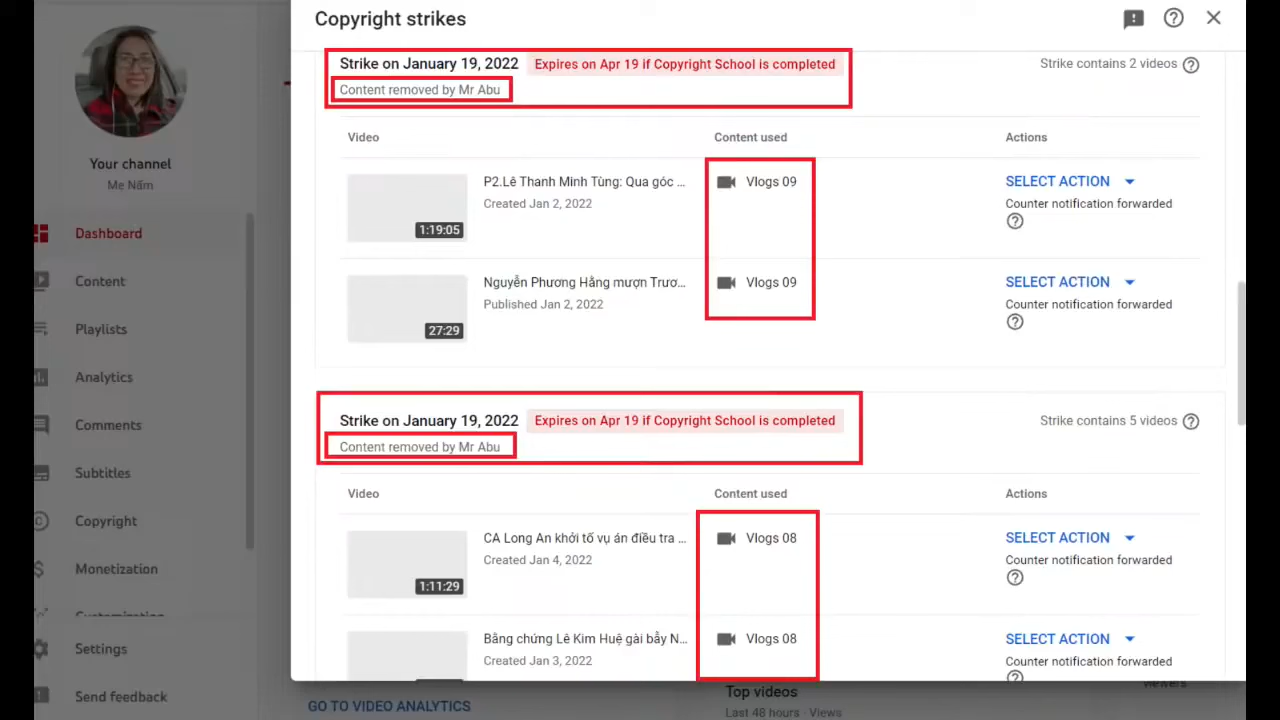 Copyright strikes
Strike on January 19, 2022 Expires on Apr 19 if Copyright School is completed
Strike contains 2 videos
Content removed by Mr Abu
Video Content used Actions
P2.Lê Thanh Minh Tùng: Qua góc ...
Created Jan 2, 2022
1:19:05
Vlogs 09
SELECT ACTION
Counter notification forwarded
Nguyễn Phương Hằng mượn Trươ...
Published Jan 2, 2022
27:29
Vlogs 09
SELECT ACTION
Counter notification forwarded
Strike on January 19, 2022 Expires on Apr 19 if Copyright School is completed
Strike contains 5 videos
Content removed by Mr Abu
Video Content used Actions
CA Long An khởi tố vụ án điều tra ...
Created Jan 4, 2022
1:11:29
Vlogs 08
SELECT ACTION
Counter notification forwarded
Bằng chứng Lê Kim Huệ gài bẫy N...
Created Jan 3, 2022
Vlogs 08
SELECT ACTION
Counter notification forwarded
Your channel
Me Nấm
Dashboard
Content
Playlists
Analytics
Comments
Subtitles
Copyright
Monetization
Customization
Settings
Send feedback
GO TO VIDEO ANALYTICS
Top videos
Last 48 hours · Views
viewers